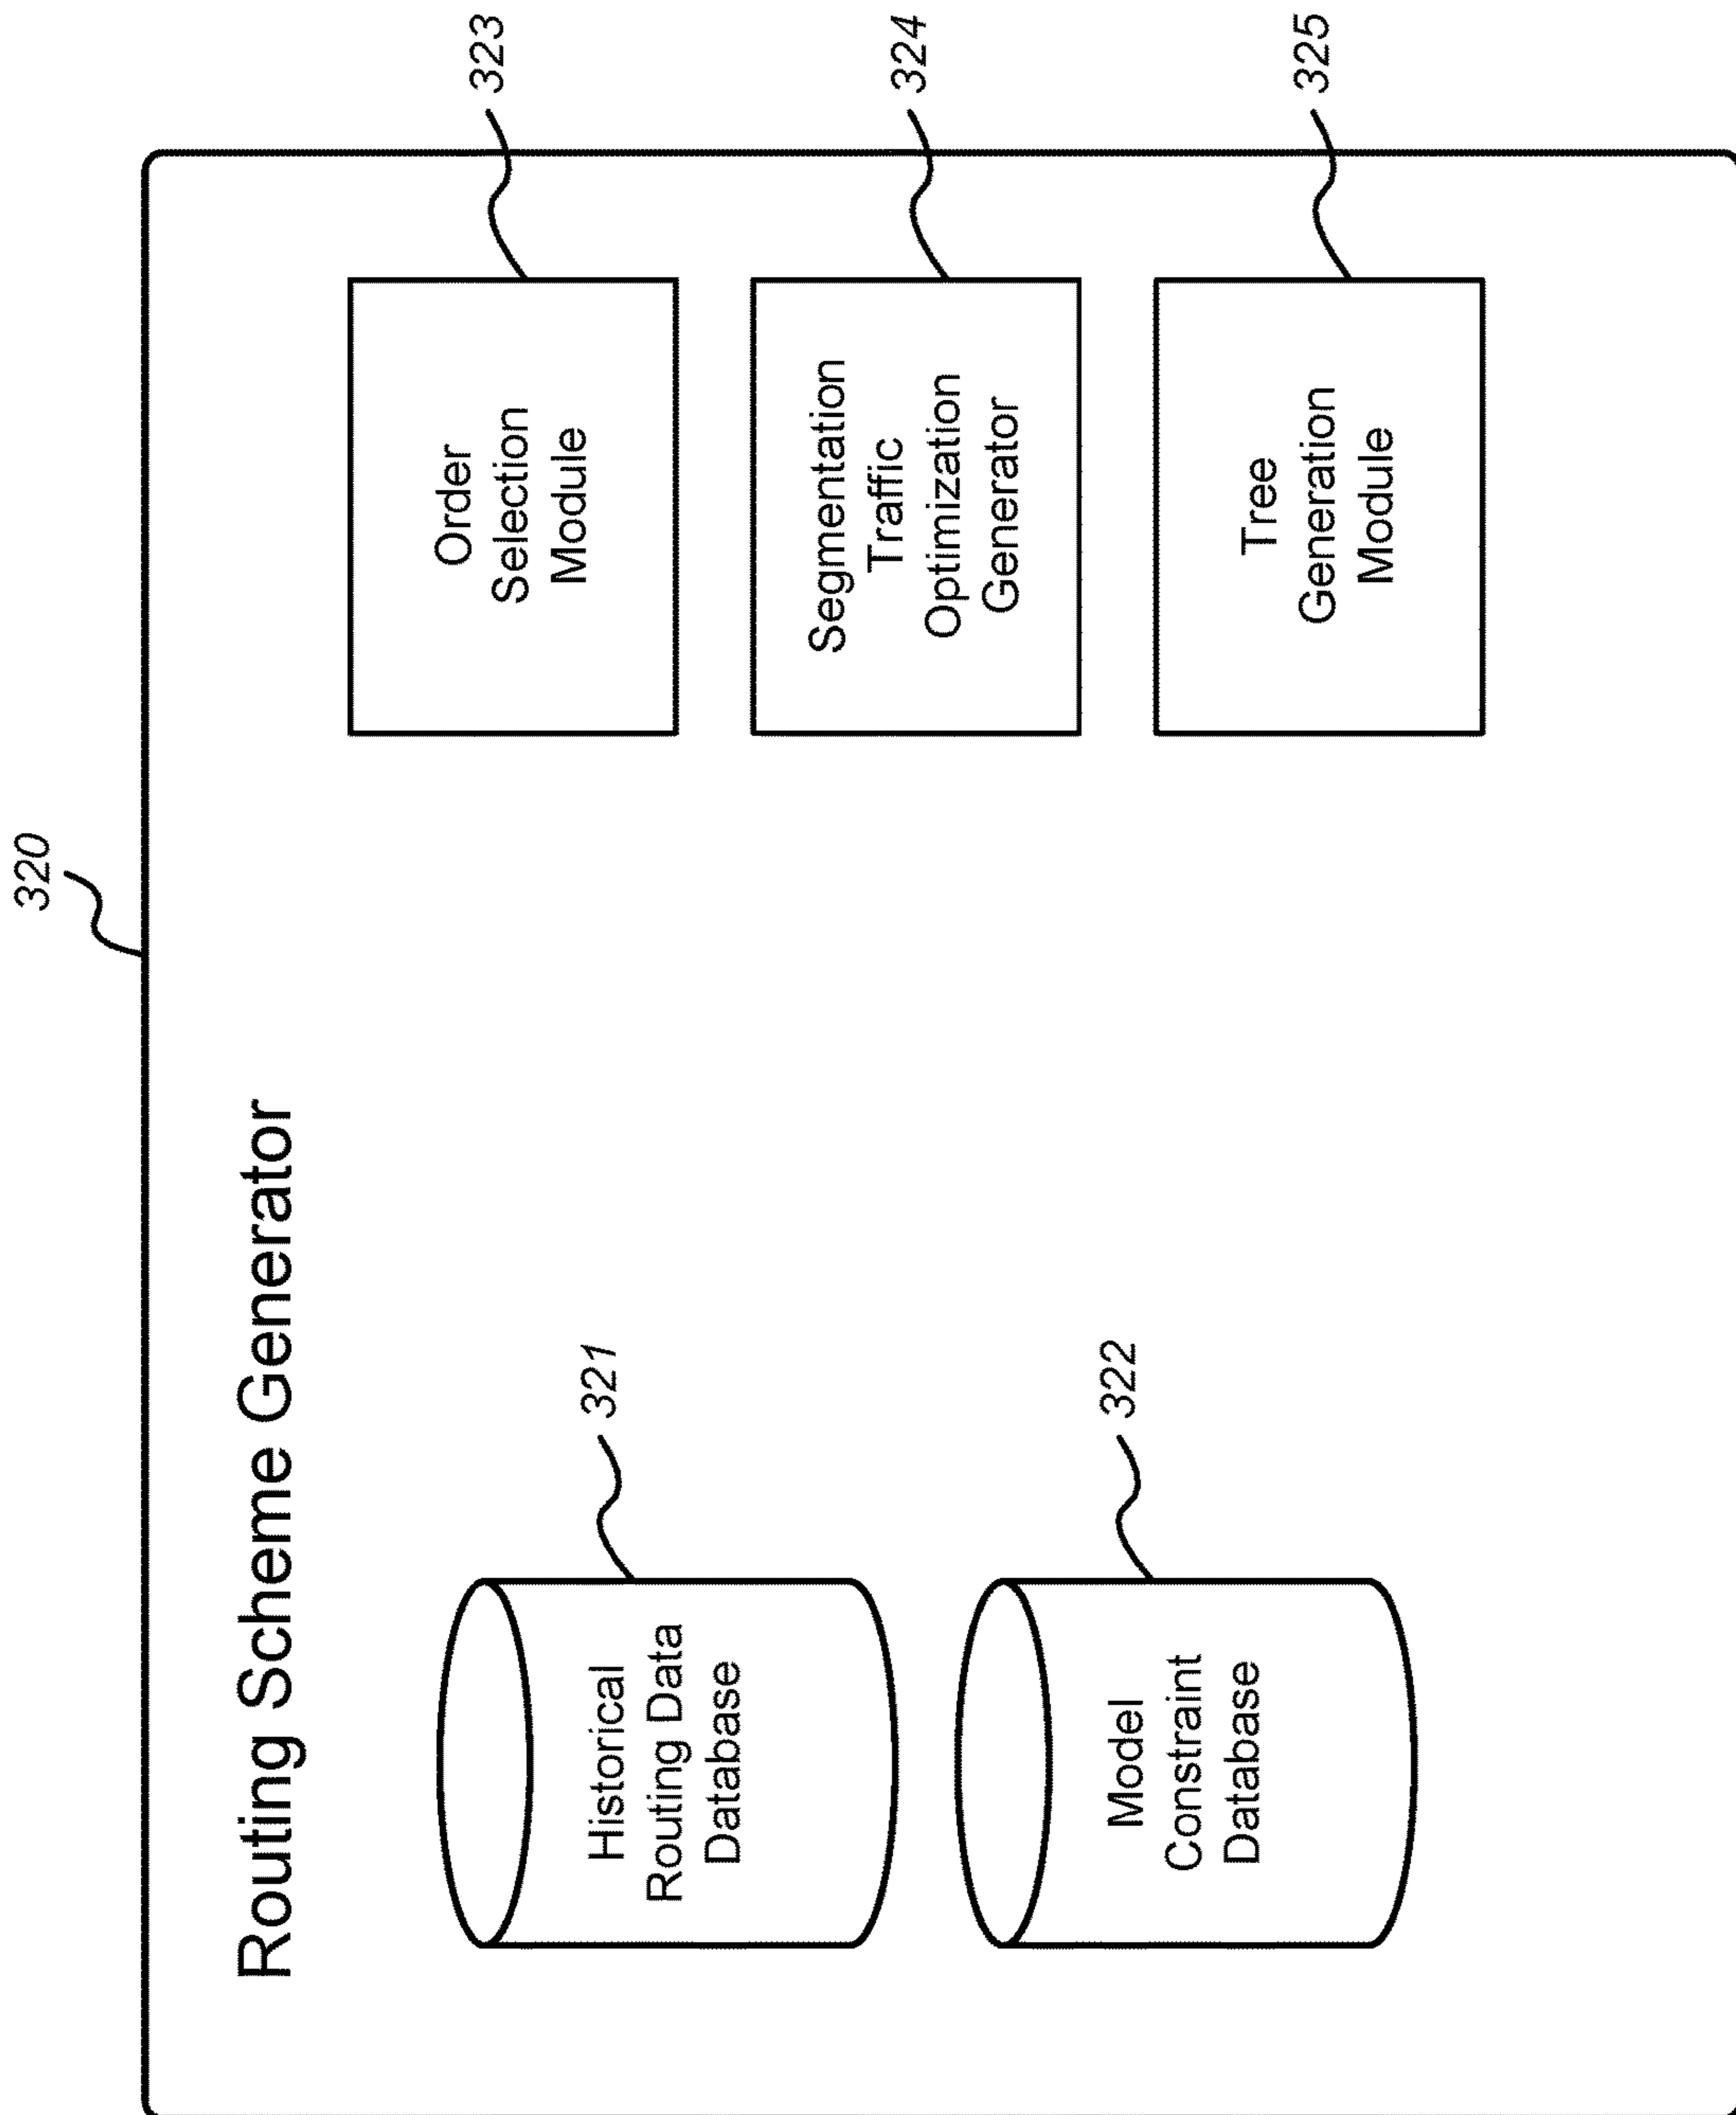 320
Routing Scheme Generator
321
Historical
Routing Data
Database
322
Model
Constraint
Database
323
Order
Selection
Module
324
Segmentation
Traffic
Optimization
Generator
325
Tree
Generation
Module